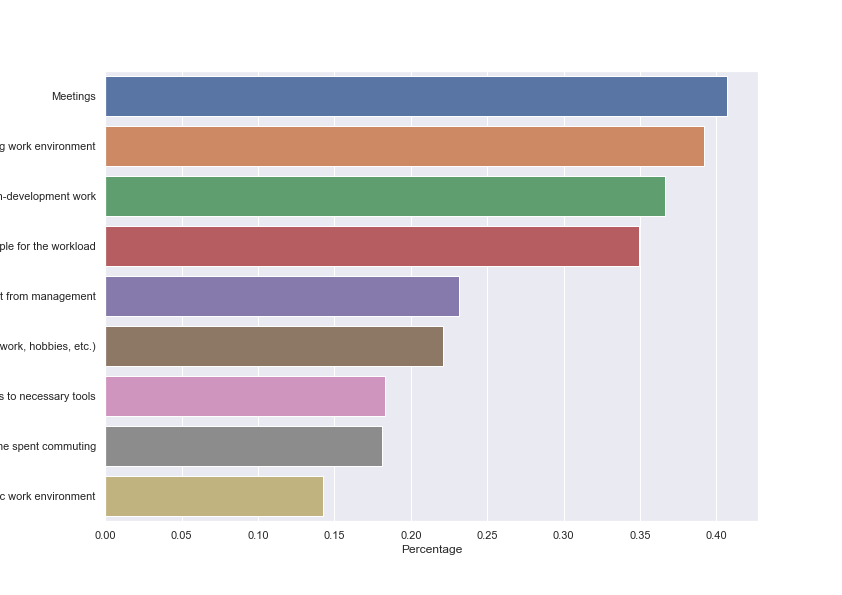 Meetings
g work environment
-development work
ple for the workload
t from management
work, hobbies, etc.)
s to necessary tools
ne spent commuting
c work environment
0.00 0.05 0.10 0.15 0.20 0.25 0.30 0.35 0.40
Percentage